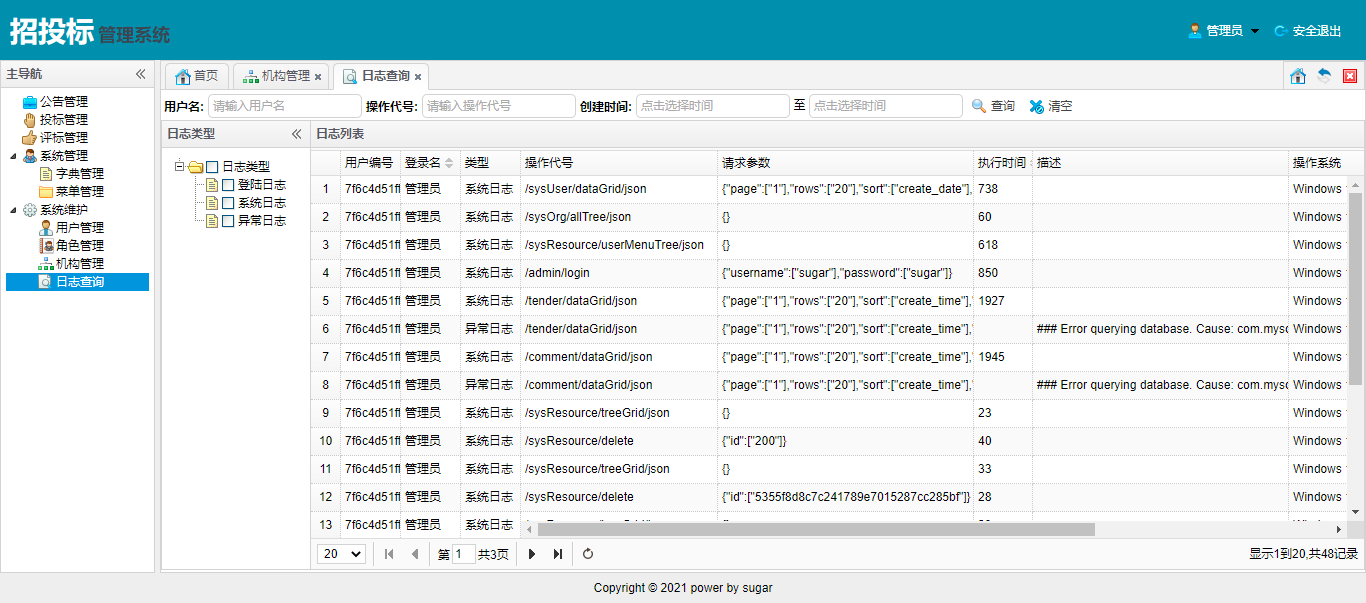 招投标 管理系统
管理员 安全退出
主导航
首页 机构管理 日志查询
公告管理
投标管理
评标管理
系统管理
字典管理
菜单管理
系统维护
用户管理
角色管理
机构管理
日志查询
用户名: 请输入用户名 操作代号: 请输入操作代号 创建时间: 点击选择时间 至 点击选择时间 查询 清空
日志类型
日志类型
登陆日志
系统日志
异常日志
日志列表
用户编号 登录名 类型 操作代号 请求参数 执行时间 描述 操作系统
1 7f6c4d51f 管理员 系统日志 /sysUser/dataGrid/json {"page":["1"],"rows":["20"],"sort":["create_date"], 738 Windows
2 7f6c4d51f 管理员 系统日志 /sysOrg/allTree/json {} 60 Windows
3 7f6c4d51f 管理员 系统日志 /sysResource/userMenuTree/json {} 618 Windows
4 7f6c4d51f 管理员 系统日志 /admin/login {"username":["sugar"],"password":["sugar"]} 850 Windows
5 7f6c4d51f 管理员 系统日志 /tender/dataGrid/json {"page":["1"],"rows":["20"],"sort":["create_time"], 1927 Windows
6 7f6c4d51f 管理员 异常日志 /tender/dataGrid/json {"page":["1"],"rows":["20"],"sort":["create_time"], ### Error querying database. Cause: com.mysq Windows
7 7f6c4d51f 管理员 系统日志 /comment/dataGrid/json {"page":["1"],"rows":["20"],"sort":["create_time"], 1945 Windows
8 7f6c4d51f 管理员 异常日志 /comment/dataGrid/json {"page":["1"],"rows":["20"],"sort":["create_time"], ### Error querying database. Cause: com.mysq Windows
9 7f6c4d51f 管理员 系统日志 /sysResource/treeGrid/json {} 23 Windows
10 7f6c4d51f 管理员 系统日志 /sysResource/delete {"id":["200"]} 40 Windows
11 7f6c4d51f 管理员 系统日志 /sysResource/treeGrid/json {} 33 Windows
12 7f6c4d51f 管理员 系统日志 /sysResource/delete {"id":["5355f8d8c7c241789e7015287cc285bf"]} 28 Windows
13 7f6c4d51f 管理员 系统日志
20 第 1 共3页 显示1到20,共48记录
Copyright © 2021 power by sugar